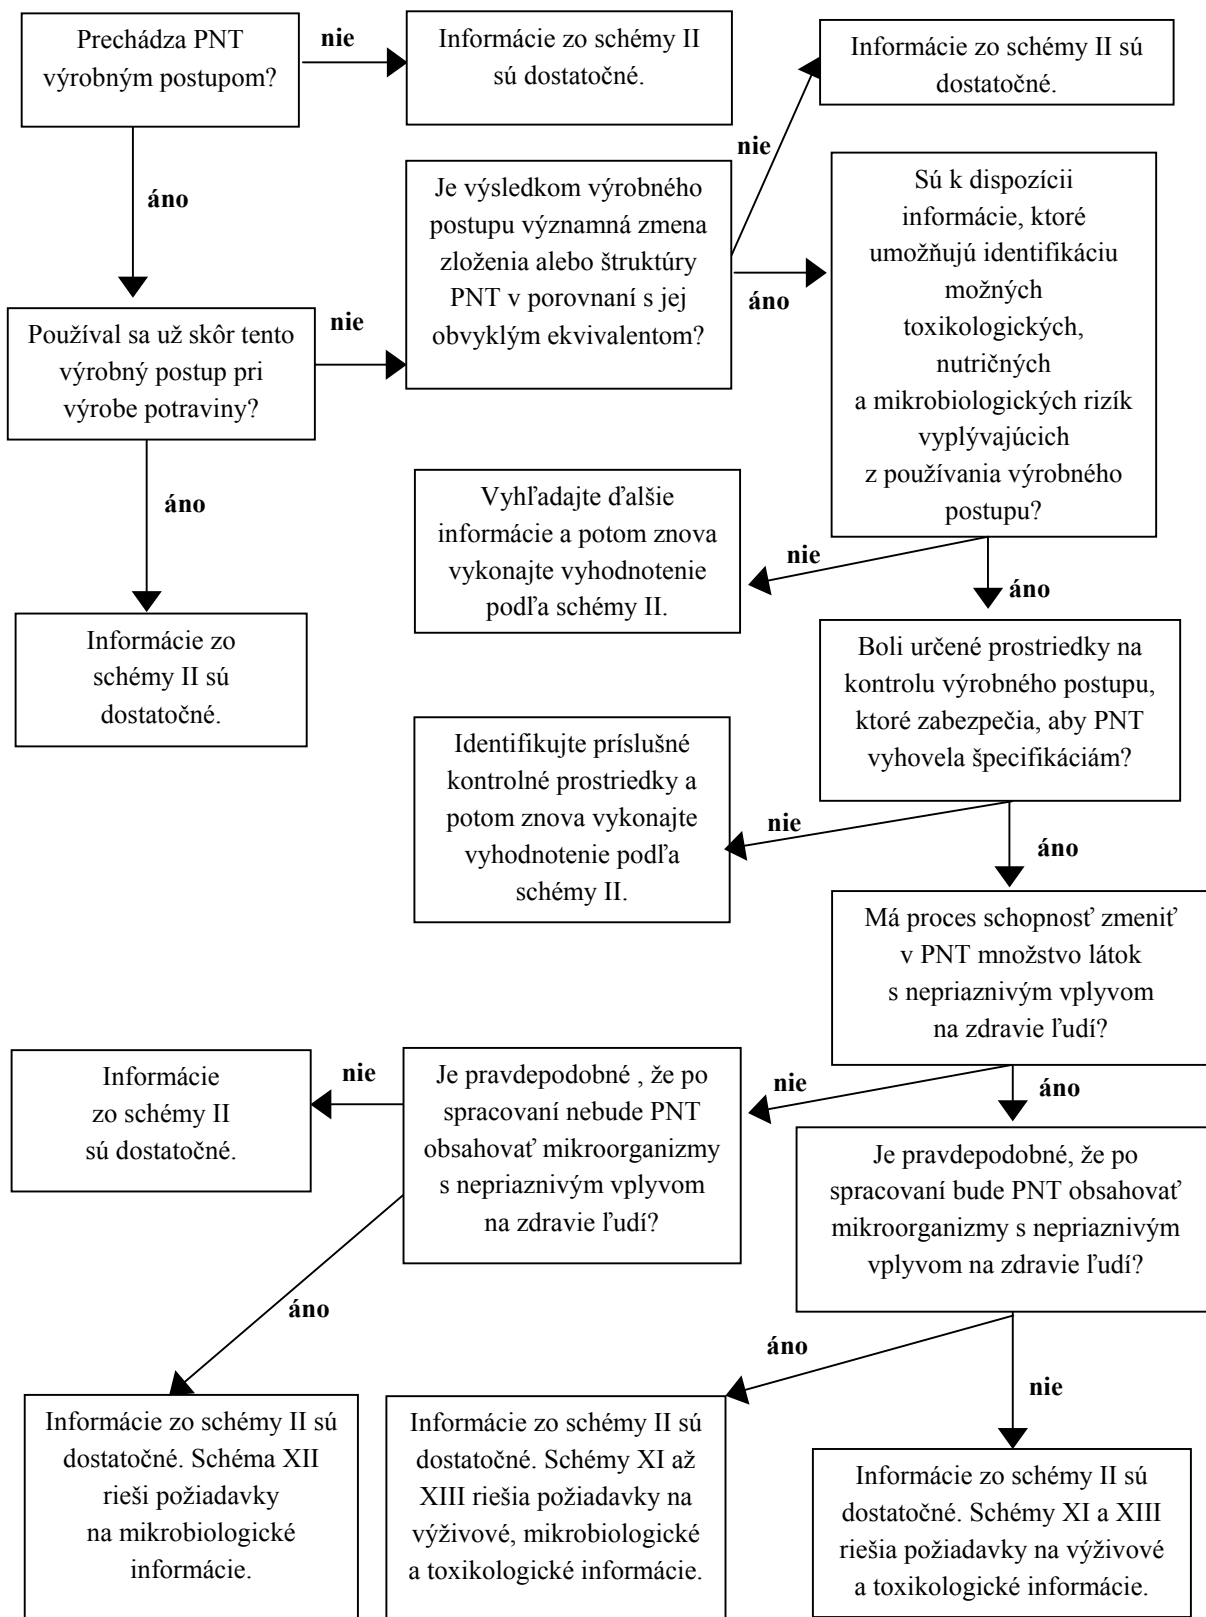 Prechádza PNT
výrobným postupom?
nie
Informácie zo schémy II
sú dostatočné.
Informácie zo schémy II sú
dostatočné.
nie
áno
Je výsledkom výrobného
postupu významná zmena
zloženia alebo štruktúry
PNT v porovnaní s jej
obvyklým ekvivalentom?
áno
Sú k dispozícii
informácie, ktoré
umožňujú identifikáciu
možných
toxikologických,
nutričných
a mikrobiologických rizík
vyplývajúcich
z používania výrobného
postupu?
Používal sa už skôr tento
výrobný postup pri
výrobe potraviny?
nie
áno
Vyhľadajte ďalšie
informácie a potom znova
vykonajte vyhodnotenie
podľa schémy II.
nie
áno
Informácie zo
schémy II sú
dostatočné.
Boli určené prostriedky na
kontrolu výrobného postupu,
ktoré zabezpečia, aby PNT
vyhovela špecifikáciám?
Identifikujte príslušné
kontrolné prostriedky a
potom znova vykonajte
vyhodnotenie podľa
schémy II.
nie
áno
Má proces schopnosť zmeniť
v PNT množstvo látok
s nepriaznivým vplyvom
na zdravie ľudí?
Informácie
zo schémy II
sú dostatočné.
nie
Je pravdepodobné , že po
spracovaní nebude PNT
obsahovať mikroorganizmy
s nepriaznivým vplyvom
na zdravie ľudí?
nie
áno
Je pravdepodobné, že po
spracovaní bude PNT obsahovať
mikroorganizmy s nepriaznivým
vplyvom na zdravie ľudí?
áno
áno
nie
Informácie zo schémy II sú
dostatočné. Schéma XII
rieši požiadavky
na mikrobiologické
informácie.
Informácie zo schémy II sú
dostatočné. Schémy XI až
XIII riešia požiadavky na
výživové, mikrobiologické
a toxikologické informácie.
Informácie zo schémy II sú
dostatočné. Schémy XI a XIII
riešia požiadavky na výživové
a toxikologické informácie.